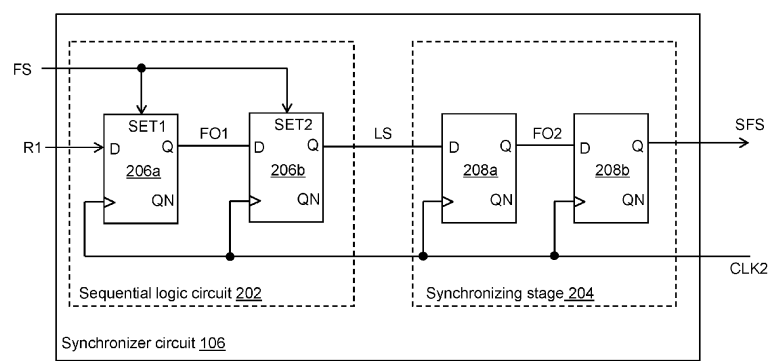 FS
SET1
SET2
R1
D
Q
FO1
D
Q
LS
D
Q
FO2
D
Q
SFS
206a
206b
208a
208b
QN
QN
QN
QN
CLK2
Sequential logic circuit 202
Synchronizing stage 204
Synchronizer circuit 106